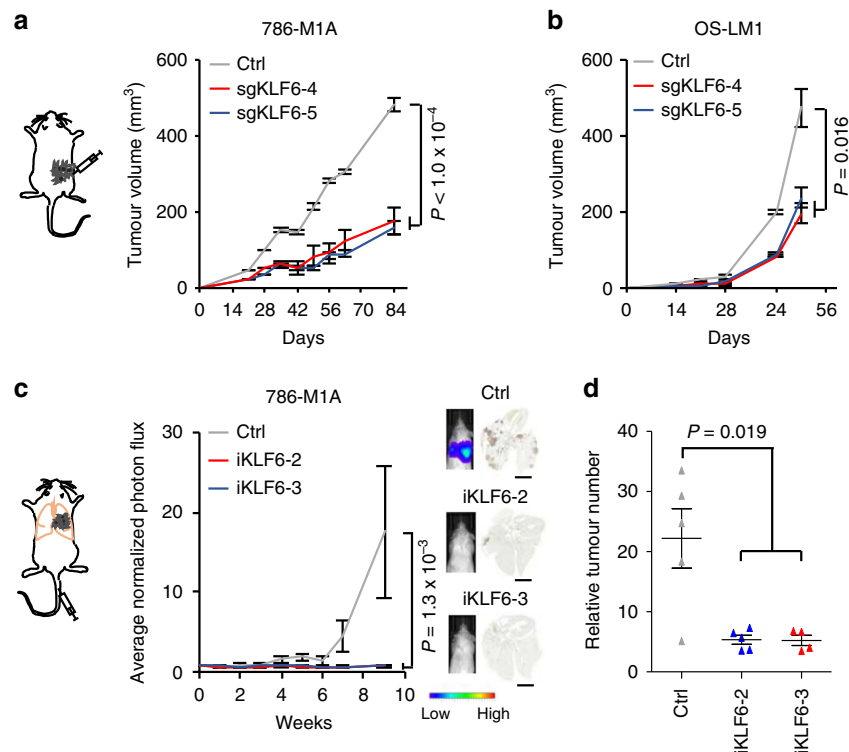 a
786-M1A
Tumour volume (mm³)
600
400
200
0
Ctrl
sgKLF6-4
sgKLF6-5
P < 1.0 x 10⁻⁴
0 14 28 42 56 70 84
Days
b
OS-LM1
Tumour volume (mm³)
600
400
200
0
Ctrl
sgKLF6-4
sgKLF6-5
P = 0.016
0 14 28 24 56
Days
c
786-M1A
Average normalized photon flux
30
20
10
0
Ctrl
iKLF6-2
iKLF6-3
P = 1.3 x 10⁻³
0 2 4 6 8 10
Weeks
Ctrl
iKLF6-2
iKLF6-3
Low High
d
Relative tumour number
40
30
20
10
0
P = 0.019
Ctrl
iKLF6-2
iKLF6-3